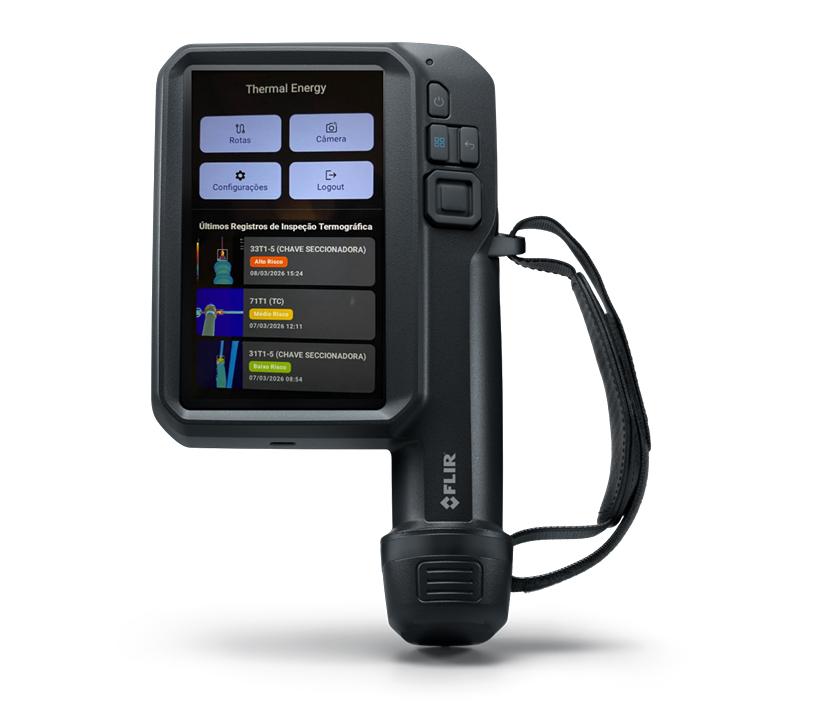 Thermal Energy
Rotas
Câmera
Configurações
Logout
Últimos Registros de Inspeção Termográfica
33T1-5 (CHAVE SECCIONADORA)
Alto Risco
08/03/2026 15:24
71T1 (TC)
Médio Risco
07/03/2026 12:11
31T1-5 (CHAVE SECCIONADORA)
Baixo Risco
07/03/2026 08:54
FLIR